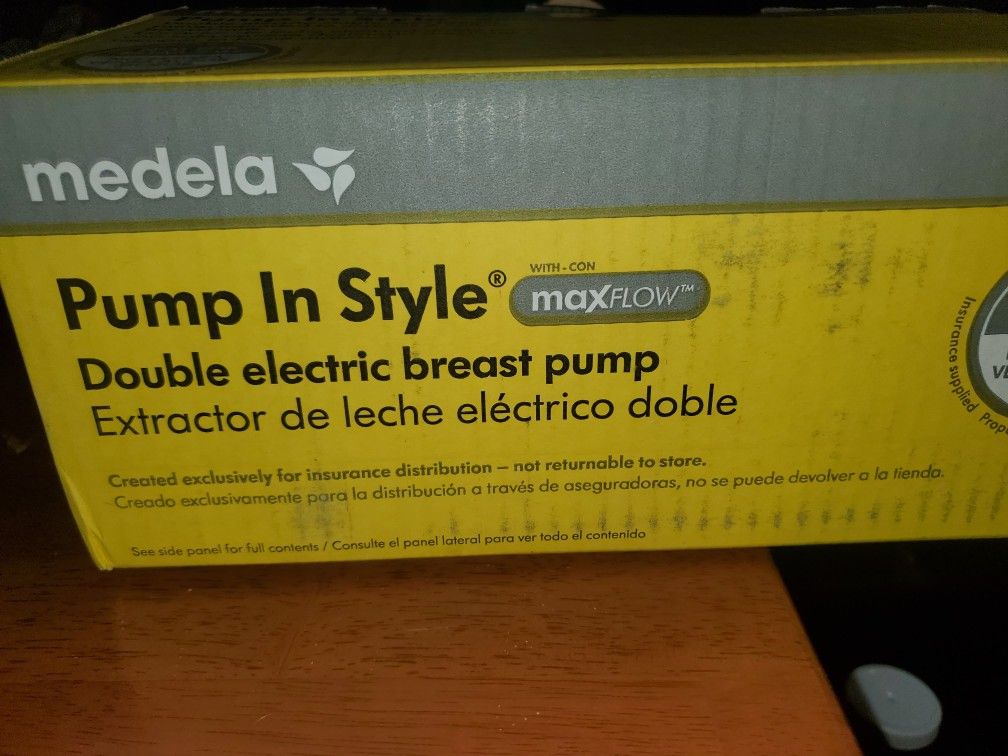 medela
Pump In Style® WITH - CON maxFLOW™
Double electric breast pump
Extractor de leche eléctrico doble
Created exclusively for insurance distribution – not returnable to store.
Creado exclusivamente para la distribución a través de aseguradoras, no se puede devolver a la tienda.
See side panel for full contents / Consulte el panel lateral para ver todo el contenido
Insurance supplied